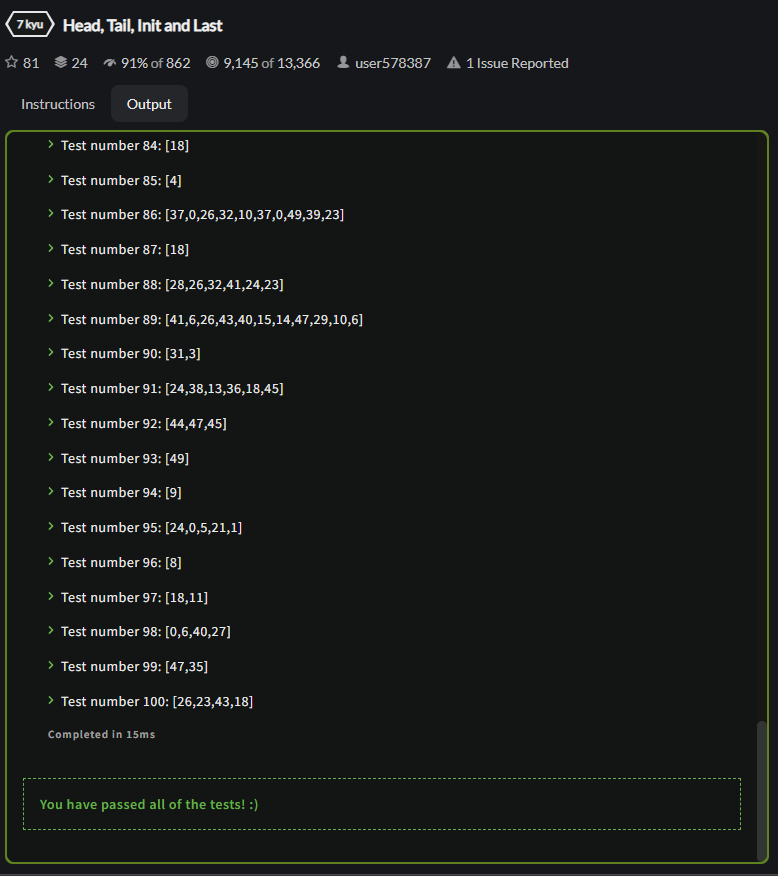 7 kyu Head, Tail, Init and Last
81 24 91% of 862 9,145 of 13,366 user578387 1 Issue Reported
Instructions Output
Test number 84: [18]
Test number 85: [4]
Test number 86: [37,0,26,32,10,37,0,49,39,23]
Test number 87: [18]
Test number 88: [28,26,32,41,24,23]
Test number 89: [41,6,26,43,40,15,14,47,29,10,6]
Test number 90: [31,3]
Test number 91: [24,38,13,36,18,45]
Test number 92: [44,47,45]
Test number 93: [49]
Test number 94: [9]
Test number 95: [24,0,5,21,1]
Test number 96: [8]
Test number 97: [18,11]
Test number 98: [0,6,40,27]
Test number 99: [47,35]
Test number 100: [26,23,43,18]
Completed in 15ms
You have passed all of the tests! :)